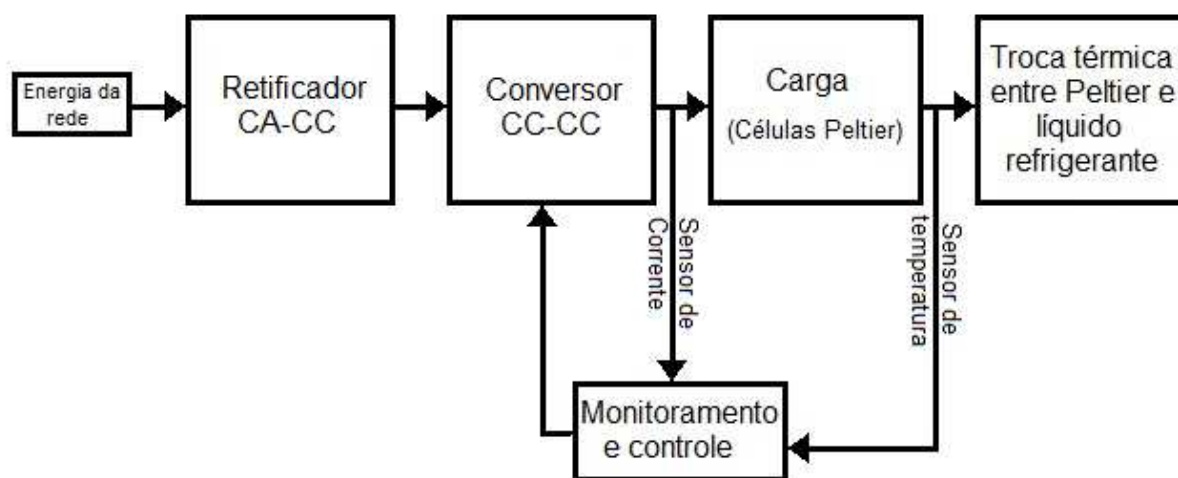 Energia da
rede
Retificador
CA-CC
Conversor
CC-CC
Carga
(Células Peltier)
Troca térmica
entre Peltier e
líquido
refrigerante
Sensor de
Corrente
Sensor de
temperatura
Monitoramento
e controle